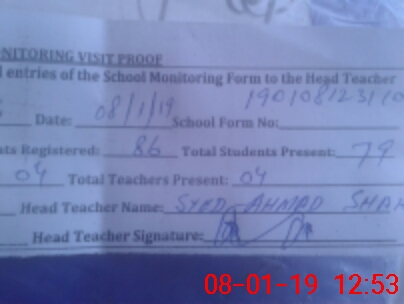 ONITORING VISIT PROOF
l entries of the School Monitoring Form to the Head Teacher
Date: 08/1/19 School Form No:
nts Registered: 86 Total Students Present: 79
04 Total Teachers Present: 04
Head Teacher Name: SYED AHMAD SHAH
Head Teacher Signature:
08-01-19 12:53